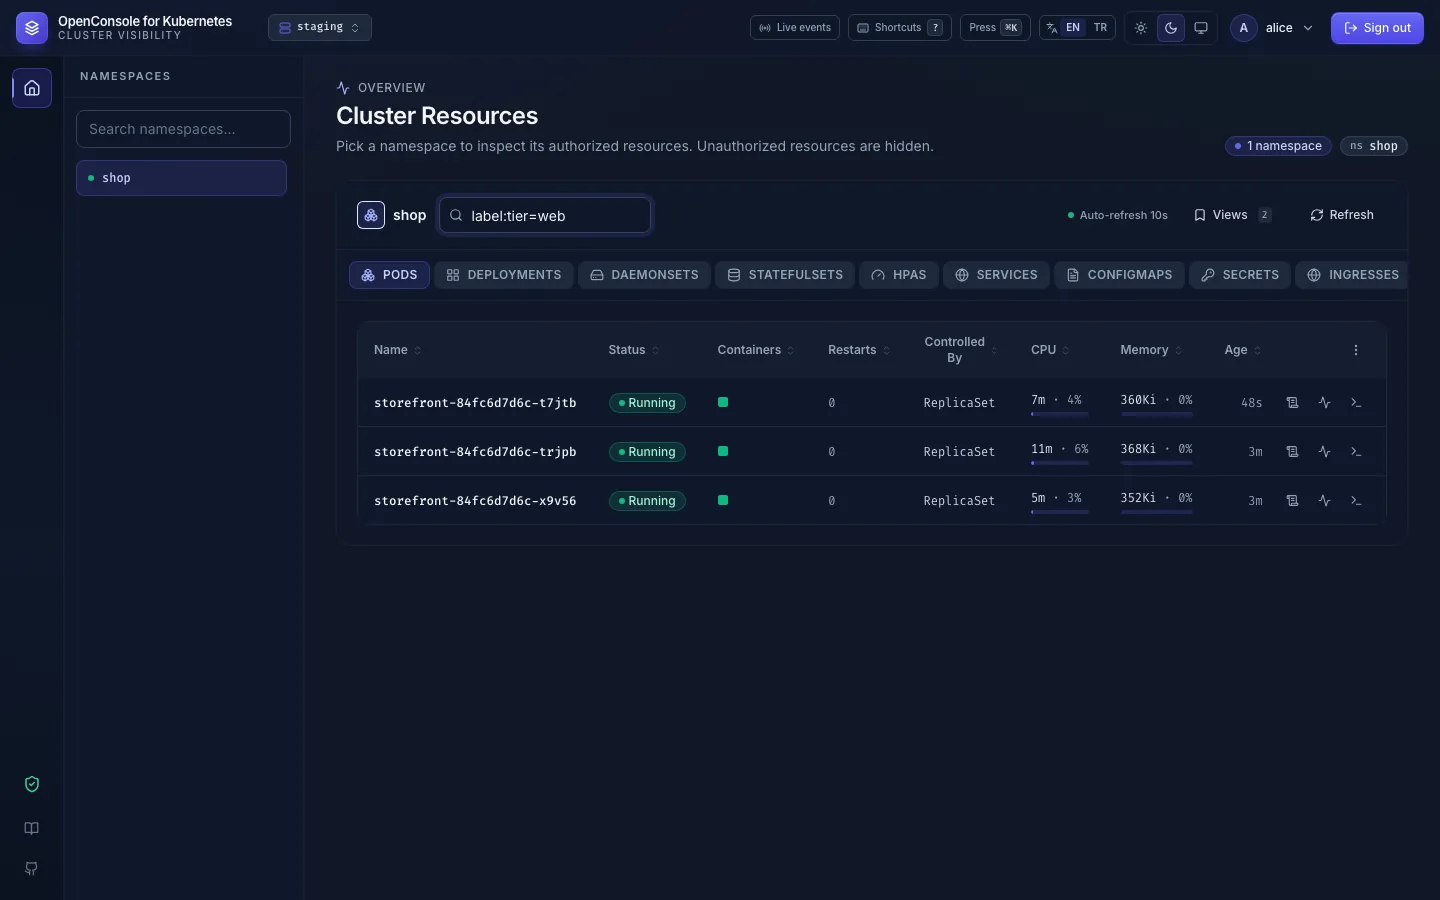 OpenConsole for Kubernetes
CLUSTER VISIBILITY
staging
Live events
Shortcuts ?
Press ⌘K
EN TR
A alice
Sign out
NAMESPACES
Search namespaces...
shop
OVERVIEW
Cluster Resources
Pick a namespace to inspect its authorized resources. Unauthorized resources are hidden.
1 namespace
ns shop
shop
label:tier=web
Auto-refresh 10s
Views 2
Refresh
PODS DEPLOYMENTS DAEMONSETS STATEFULSETS HPAS SERVICES CONFIGMAPS SECRETS INGRESSES
Name Status Containers Restarts Controlled By CPU Memory Age
storefront-84fc6d7d6c-t7jtb Running 0 ReplicaSet 7m · 4% 360Ki · 0% 48s
storefront-84fc6d7d6c-trjpb Running 0 ReplicaSet 11m · 6% 368Ki · 0% 3m
storefront-84fc6d7d6c-x9v56 Running 0 ReplicaSet 5m · 3% 352Ki · 0% 3m